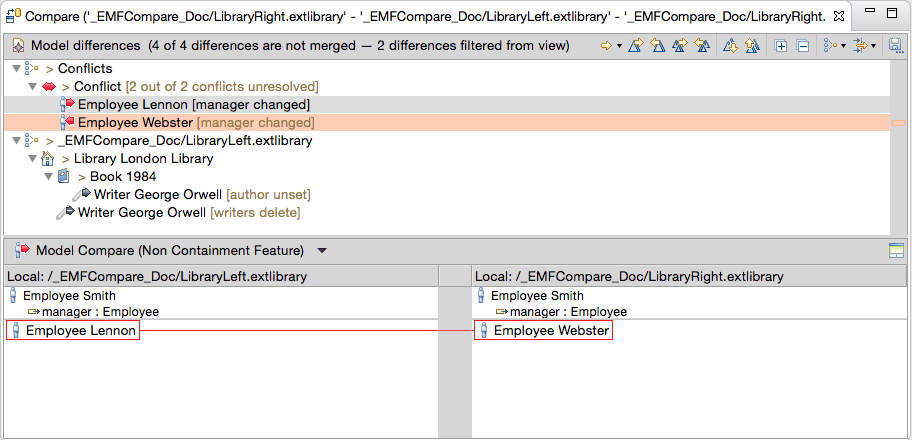 Compare ('_EMFCompare_Doc/LibraryRight.extlibrary' - '_EMFCompare_Doc/LibraryLeft.extlibrary' - '_EMFCompare_Doc/LibraryRight.
Model differences (4 of 4 differences are not merged — 2 differences filtered from view)
> Conflicts
> Conflict [2 out of 2 conflicts unresolved]
Employee Lennon [manager changed]
Employee Webster [manager changed]
> _EMFCompare_Doc/LibraryLeft.extlibrary
> Library London Library
> Book 1984
Writer George Orwell [author unset]
Writer George Orwell [writers delete]
Model Compare (Non Containment Feature)
Local: /_EMFCompare_Doc/LibraryLeft.extlibrary
Employee Smith
manager : Employee
Employee Lennon
Local: /_EMFCompare_Doc/LibraryRight.extlibrary
Employee Smith
manager : Employee
Employee Webster